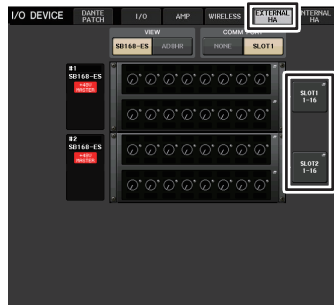 I/O DEVICE
DANTE PATCH
I/O
AMP
WIRELESS
EXTERNAL HA
INTERNAL HA
VIEW
SB168-ES
AD8HR
COMM PORT
NONE
SLOT1
#1
SB168-ES
+48V MASTER
SLOT1
1-16
#2
SB168-ES
+48V MASTER
SLOT2
1-16